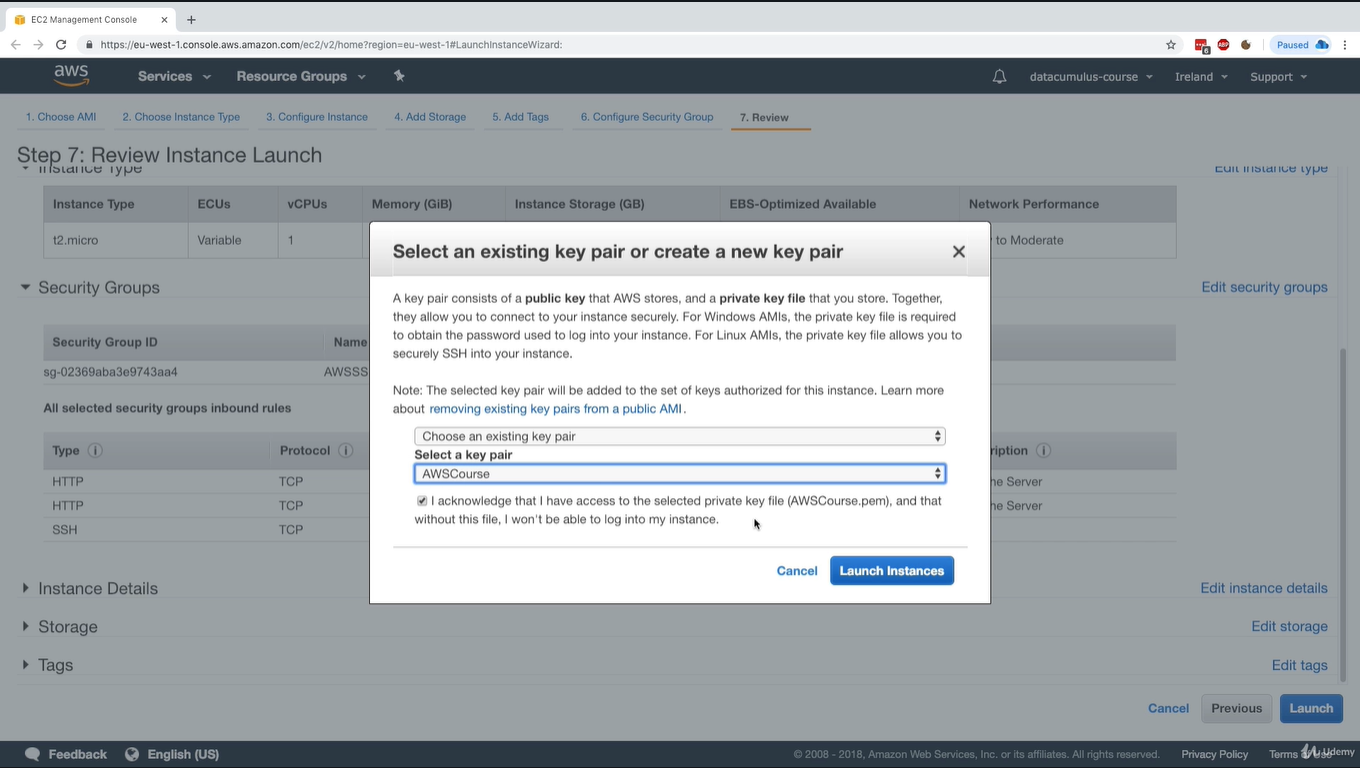 EC2 Management Console
https://eu-west-1.console.aws.amazon.com/ec2/v2/home?region=eu-west-1#LaunchInstanceWizard:
6
ABP
Paused
aws
Services
Resource Groups
datacumulus-course
Ireland
Support
1. Choose AMI
2. Choose Instance Type
3. Configure Instance
4. Add Storage
5. Add Tags
6. Configure Security Group
7. Review
Step 7: Review Instance Launch
Instance Type
Edit instance type
Instance Type ECUs vCPUs Memory (GiB) Instance Storage (GB) EBS-Optimized Available Network Performance
t2.micro Variable 1 to Moderate
Security Groups
Edit security groups
Security Group ID Name
sg-02369aba3e9743aa4 AWSSS
All selected security groups inbound rules
Type Protocol ription
HTTP TCP he Server
HTTP TCP he Server
SSH TCP
Select an existing key pair or create a new key pair
A key pair consists of a public key that AWS stores, and a private key file that you store. Together,
they allow you to connect to your instance securely. For Windows AMIs, the private key file is required
to obtain the password used to log into your instance. For Linux AMIs, the private key file allows you to
securely SSH into your instance.
Note: The selected key pair will be added to the set of keys authorized for this instance. Learn more
about removing existing key pairs from a public AMI.
Choose an existing key pair
Select a key pair
AWSCourse
I acknowledge that I have access to the selected private key file (AWSCourse.pem), and that
without this file, I won't be able to log into my instance.
Cancel
Launch Instances
Instance Details
Edit instance details
Storage
Edit storage
Tags
Edit tags
Cancel
Previous
Launch
Feedback
English (US)
© 2008 - 2018, Amazon Web Services, Inc. or its affiliates. All rights reserved.
Privacy Policy
Terms
Udemy